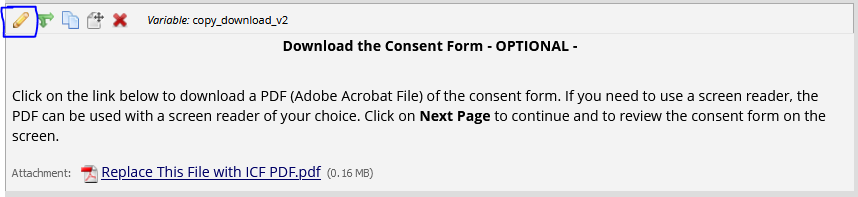 Variable: copy_download_v2
Download the Consent Form - OPTIONAL -
Click on the link below to download a PDF (Adobe Acrobat File) of the consent form. If you need to use a screen reader, the
PDF can be used with a screen reader of your choice. Click on Next Page to continue and to review the consent form on the
screen.
Attachment: Replace This File with ICF PDF.pdf (0.16 MB)